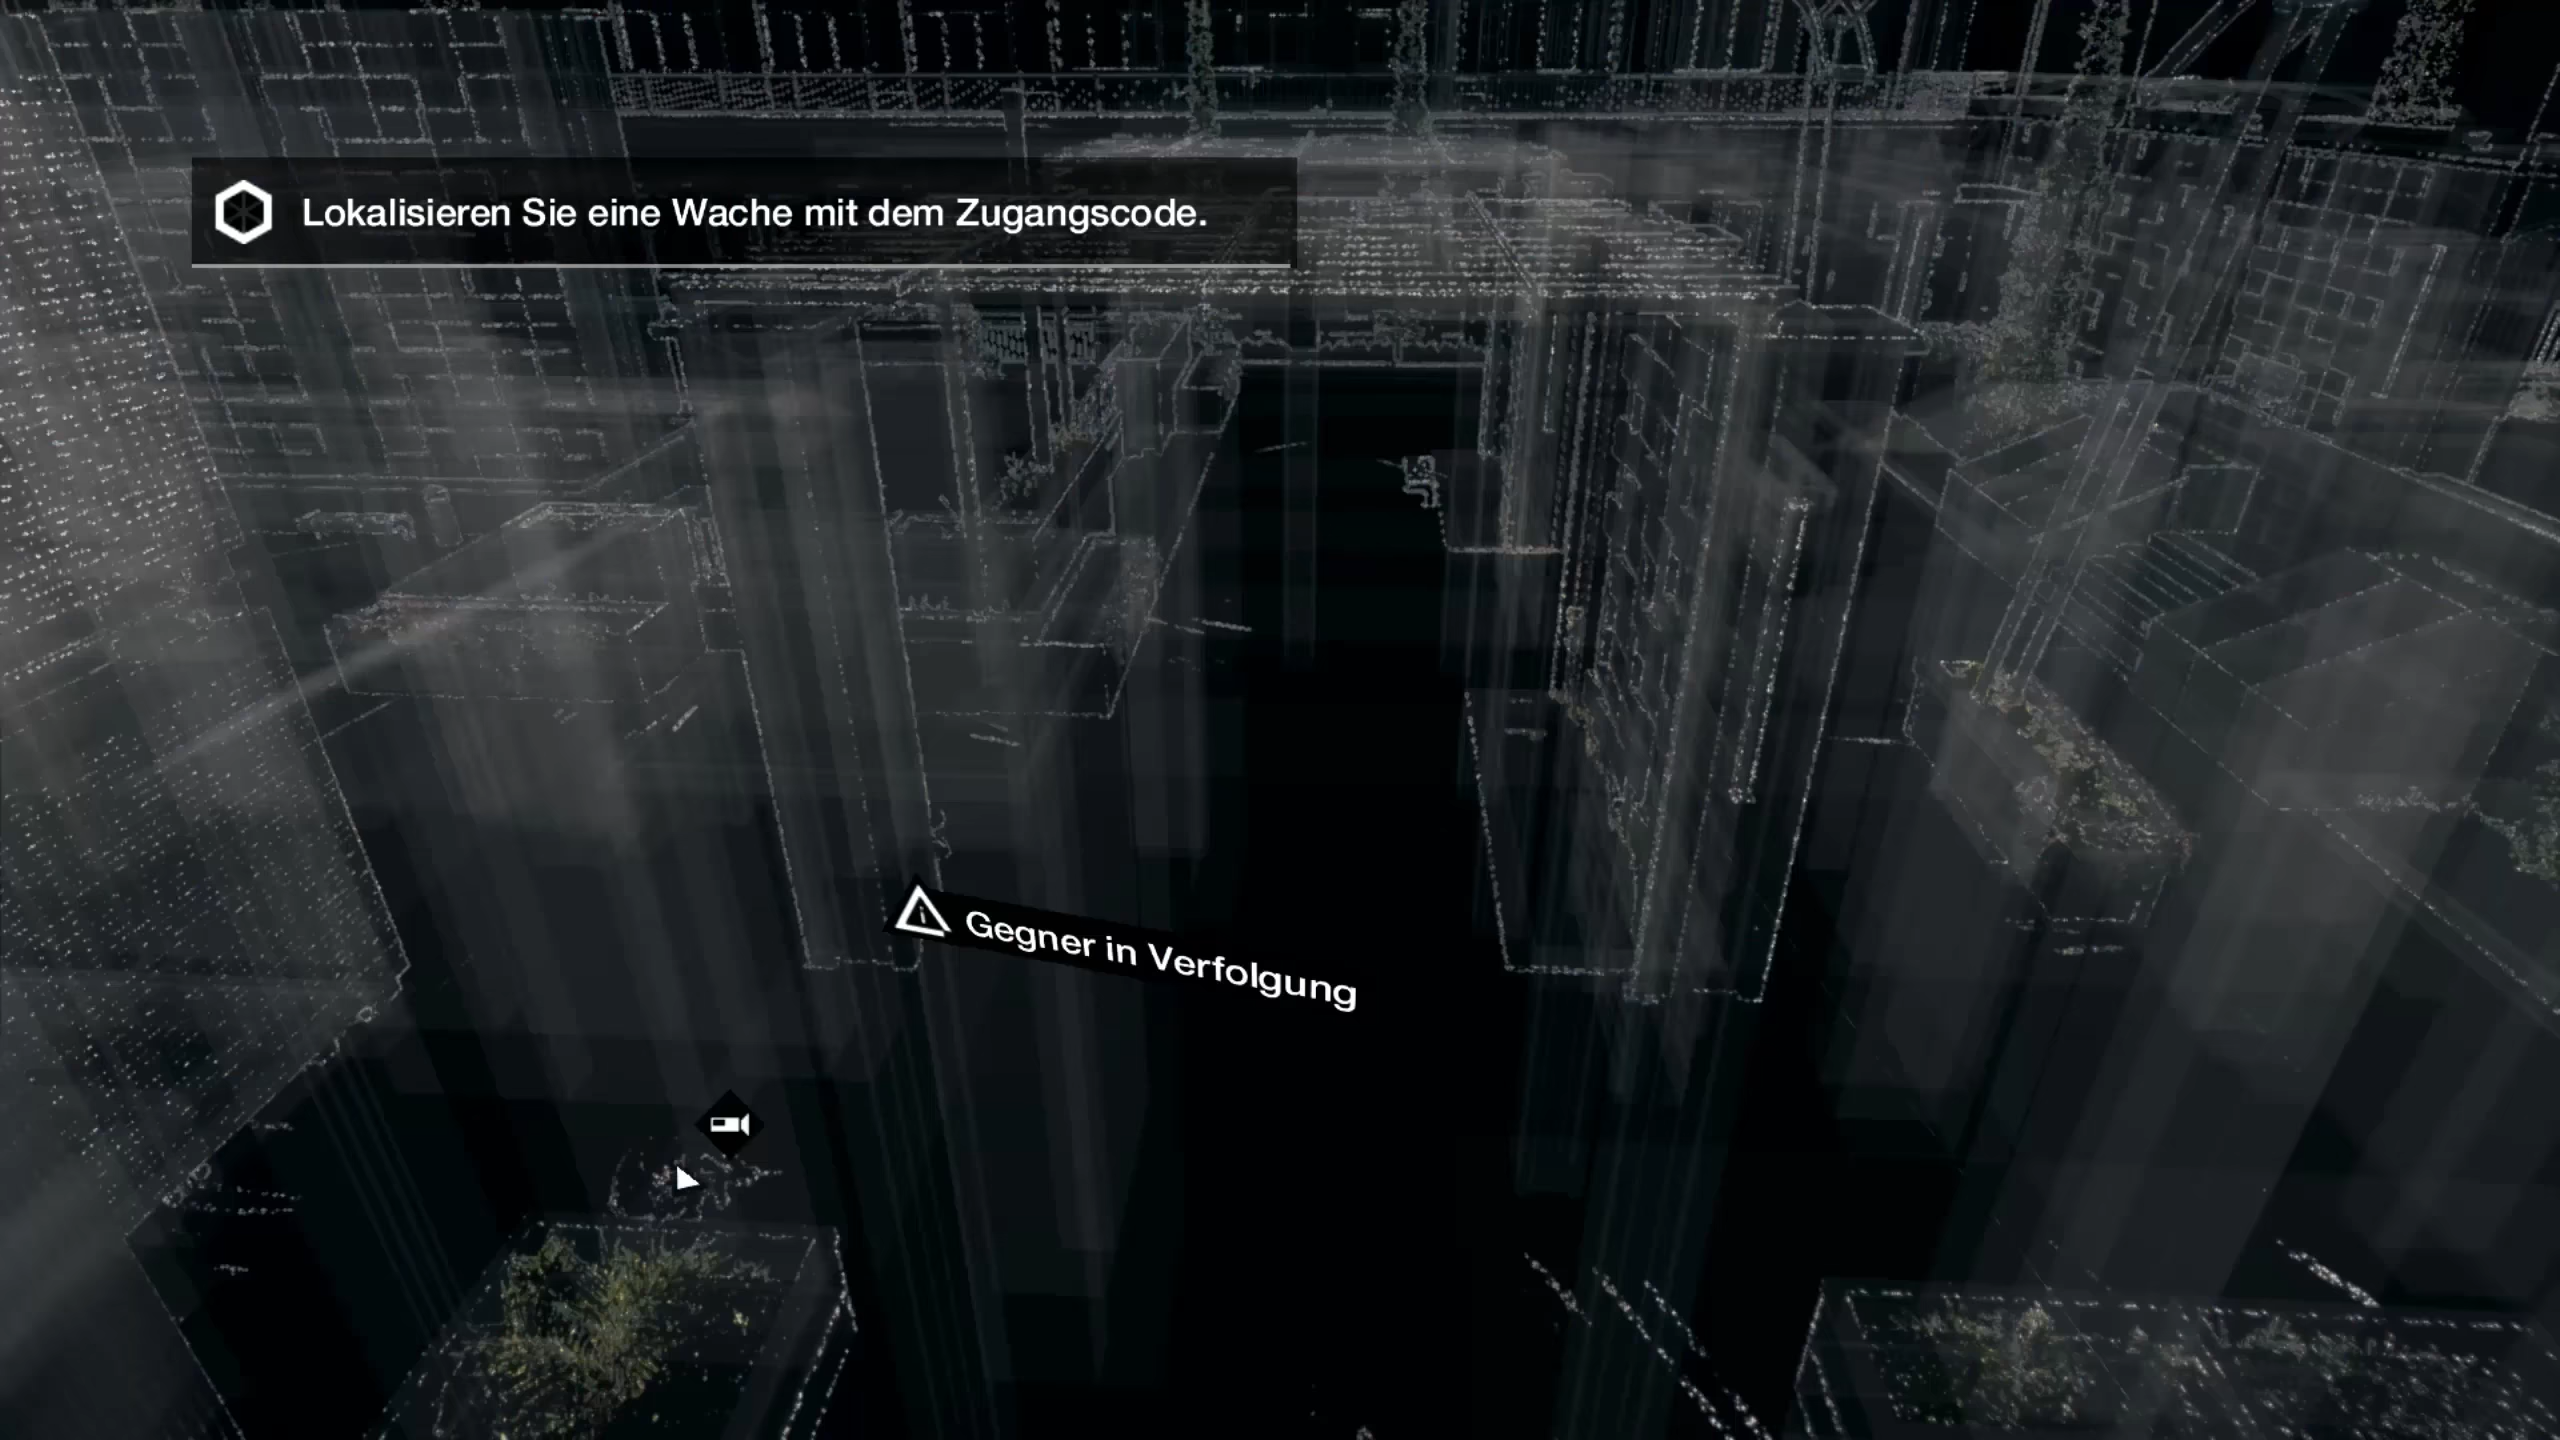 Lokalisieren Sie eine Wache mit dem Zugangscode.
Gegner in Verfolgung